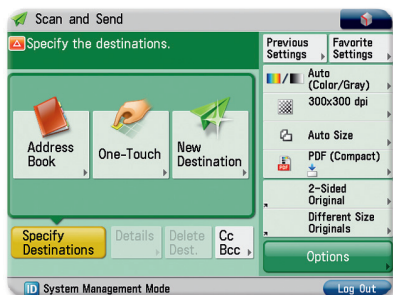 Scan and Send
Specify the destinations.
Previous
Settings
Favorite
Settings
Auto
(Color/Gray)
300x300 dpi
Auto Size
PDF (Compact)
PDF
2-Sided
Original
Different Size
Originals
Options
Address
Book
One-Touch
New
Destination
Specify
Destinations
Details
Delete
Dest.
Cc
Bcc
ID System Management Mode
Log Out